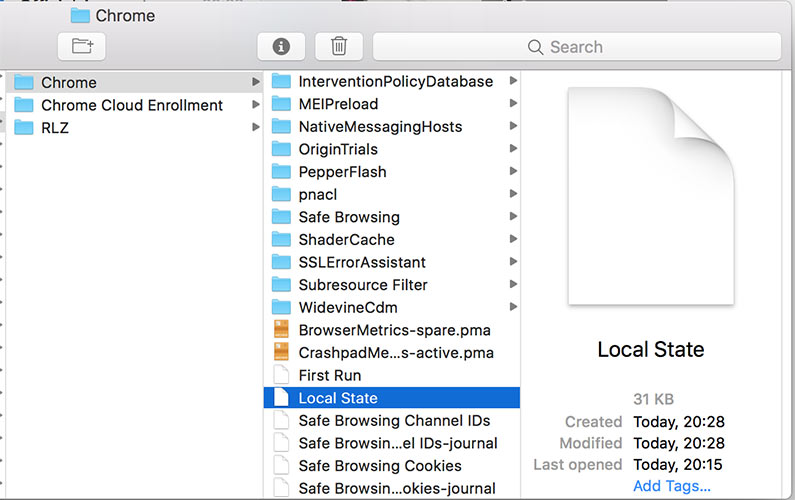 Chrome
Search
Chrome
Chrome Cloud Enrollment
RLZ
InterventionPolicyDatabase
MEIPreload
NativeMessagingHosts
OriginTrials
PepperFlash
pnacl
Safe Browsing
ShaderCache
SSLErrorAssistant
Subresource Filter
WidevineCdm
BrowserMetrics-spare.pma
CrashpadMe...s-active.pma
First Run
Local State
Safe Browsing Channel IDs
Safe Browsin...el IDs-journal
Safe Browsing Cookies
Safe Browsin...okies-journal
Local State
31 KB
Created Today, 20:28
Modified Today, 20:28
Last opened Today, 20:15
Add Tags...